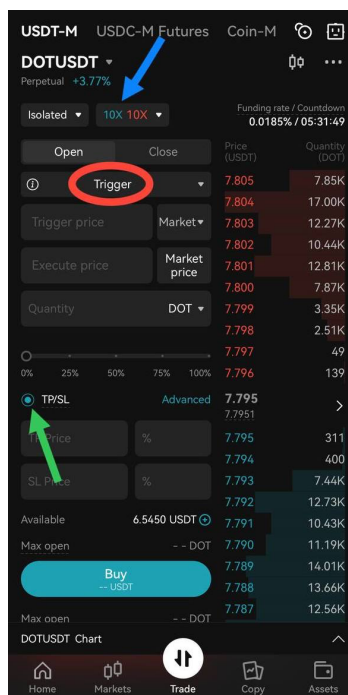 USDT-M USDC-M Futures Coin-M
DOTUSDT
Perpetual +3.77%
Isolated 10X 10X
Funding rate / Countdown
0.0185% / 05:31:49
Open Close
Price (USDT) Quantity (DOT)
Trigger
7.805 7.85K
7.804 17.00K
Trigger price Market
7.803 12.27K
7.802 10.44K
Execute price Market price
7.801 12.81K
7.800 7.87K
Quantity DOT
7.799 3.35K
7.798 2.51K
7.797 49
0% 25% 50% 75% 100%
7.796 139
TP/SL Advanced
7.795
7.7951
TP Price %
7.795 311
7.794 400
SL Price %
7.793 7.44K
7.792 12.73K
Available 6.5450 USDT
7.791 10.43K
Max open -- DOT
7.790 11.19K
7.789 14.01K
Buy
-- USDT
7.788 13.66K
7.787 12.56K
Max open -- DOT
DOTUSDT Chart
Home Markets Trade Copy Assets